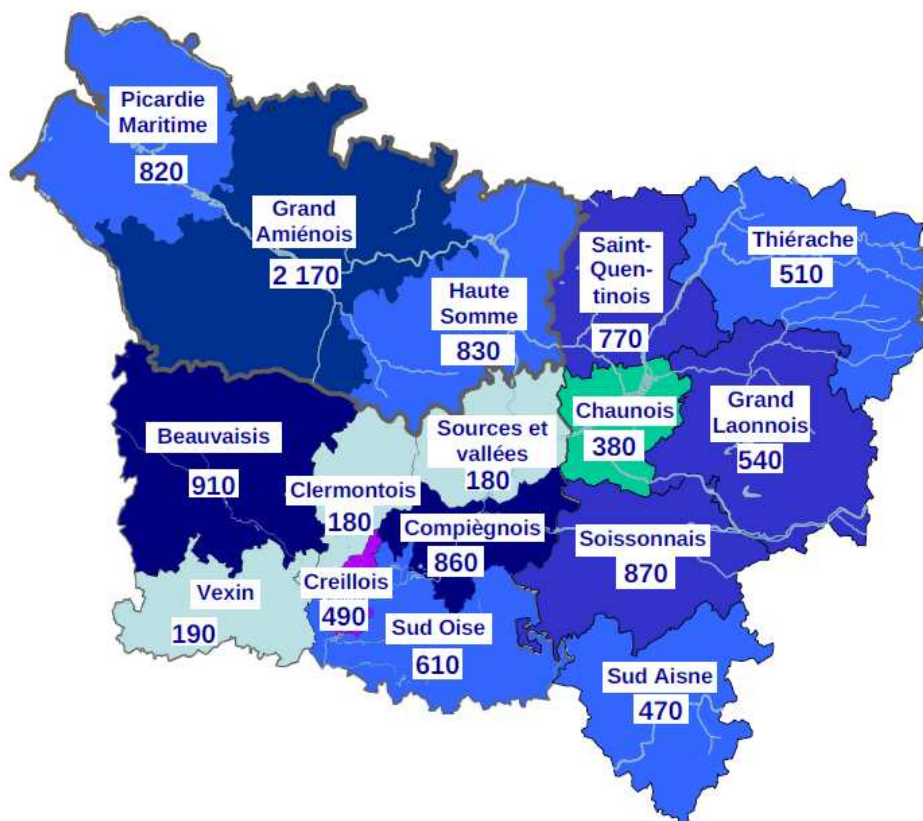 Picardie
Maritime
820
Grand
Amiénois
2 170
Haute
Somme
830
Saint-
Quen-
tinois
770
Thiérache
510
Beauvaisis
910
Clermontois
180
Sources et
vallées
180
Chaunois
380
Grand
Laonnois
540
Compiègnois
860
Soissonnais
870
Vexin
190
Creillois
490
Sud Oise
610
Sud Aisne
470